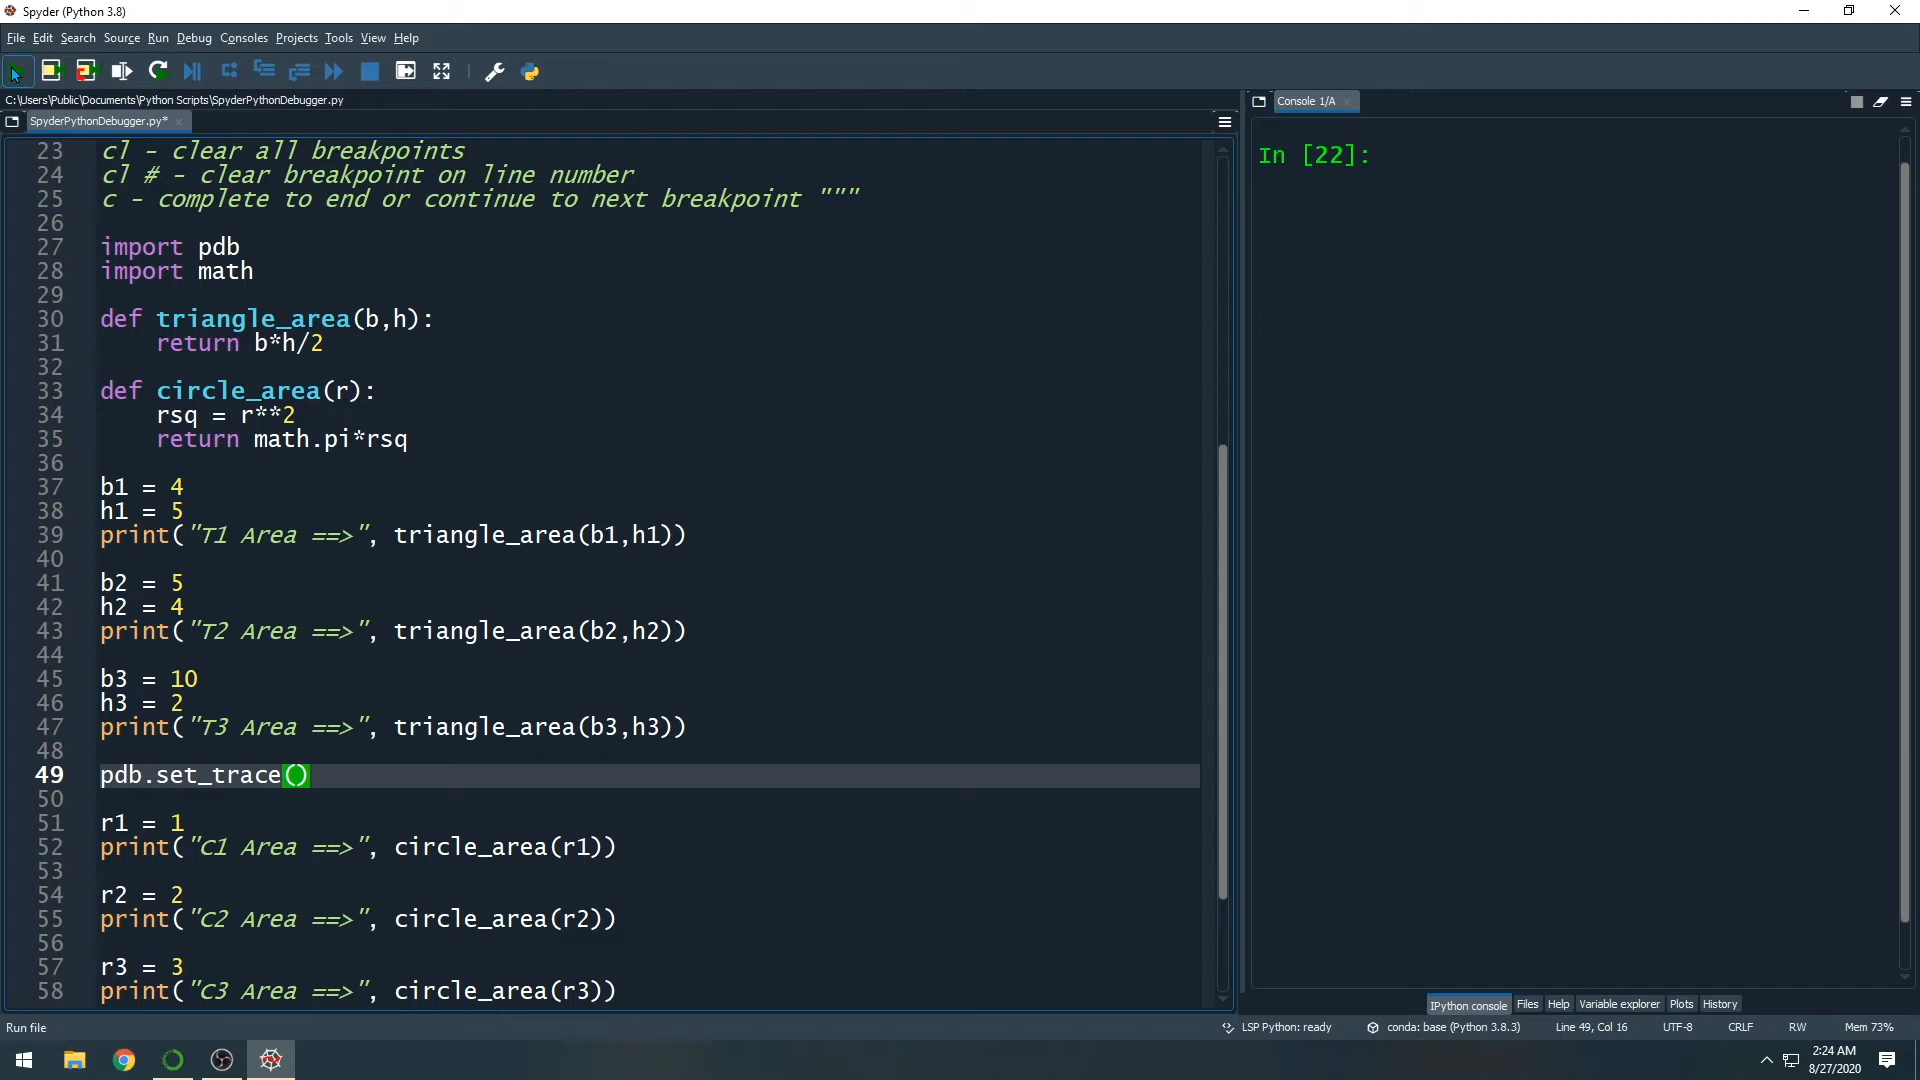 Spyder (Python 3.8)
File Edit Search Source Run Debug Consoles Projects Tools View Help
C:\Users\Public\Documents\Python Scripts\SpyderPythonDebugger.py
SpyderPythonDebugger.py*
23 cl - clear all breakpoints
24 cl # - clear breakpoint on line number
25 c - complete to end or continue to next breakpoint """
26
27 import pdb
28 import math
29
30 def triangle_area(b,h):
31 return b*h/2
32
33 def circle_area(r):
34 rsq = r**2
35 return math.pi*rsq
36
37 b1 = 4
38 h1 = 5
39 print("T1 Area ==>", triangle_area(b1,h1))
40
41 b2 = 5
42 h2 = 4
43 print("T2 Area ==>", triangle_area(b2,h2))
44
45 b3 = 10
46 h3 = 2
47 print("T3 Area ==>", triangle_area(b3,h3))
48
49 pdb.set_trace()
50
51 r1 = 1
52 print("C1 Area ==>", circle_area(r1))
53
54 r2 = 2
55 print("C2 Area ==>", circle_area(r2))
56
57 r3 = 3
58 print("C3 Area ==>", circle_area(r3))
Console 1/A
In [22]:
IPython console Files Help Variable explorer Plots History
Run file LSP Python: ready conda: base (Python 3.8.3) Line 49, Col 16 UTF-8 CRLF RW Mem 73%
2:24 AM
8/27/2020